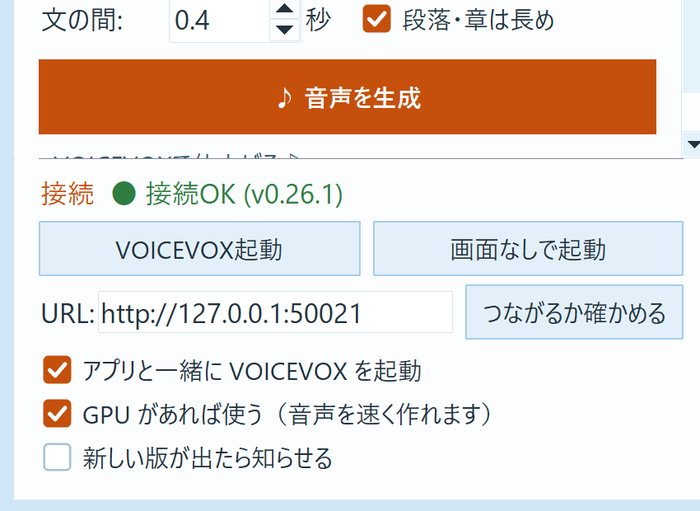 文の間: 0.4 秒 段落・章は長め
♪ 音声を生成
接続 接続OK (v0.26.1)
VOICEVOX起動 画面なしで起動
URL: http://127.0.0.1:50021 つながるか確かめる
アプリと一緒に VOICEVOX を起動
GPU があれば使う（音声を速く作れます）
新しい版が出たら知らせる